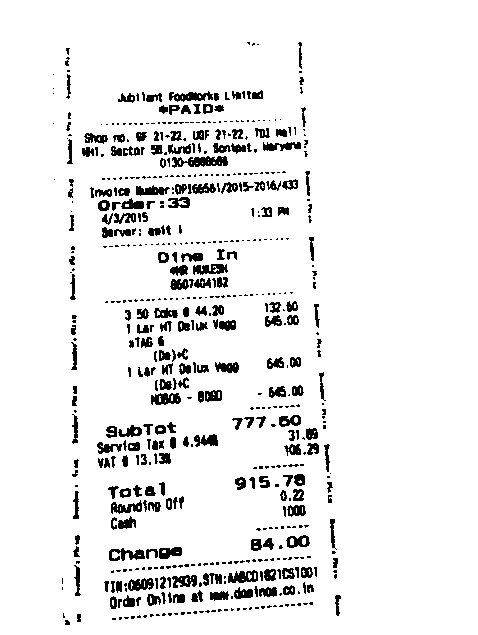 Jubilant FoodWorks Limited
*PAID*
Shop no. GF 21-22, UGF 21-22, TDI Mall
NH1, Sector 58,Kundli, Sonipat, Haryana
0130-6888686
Invoice Number:DPI66561/2015-2016/433
Order:33
4/3/2015 1:33 PM
Server: amit i
Dine In
*MR MUKESH
8607404182
3 50 Coke @ 44.20 132.60
1 Lar HT Delux Vegg 645.00
*TAG 6
(De)+C
1 Lar HT Delux Vegg 645.00
(De)+C
MOB06 - BOGO - 645.00
SubTot 777.60
Service Tax @ 4.944% 31.89
VAT @ 13.13% 106.29
Total 915.78
Rounding Off 0.22
Cash 1000
Change 84.00
TIN:06091212939,STN:AABCD1821CST001
Order Online at www.dominos.co.in